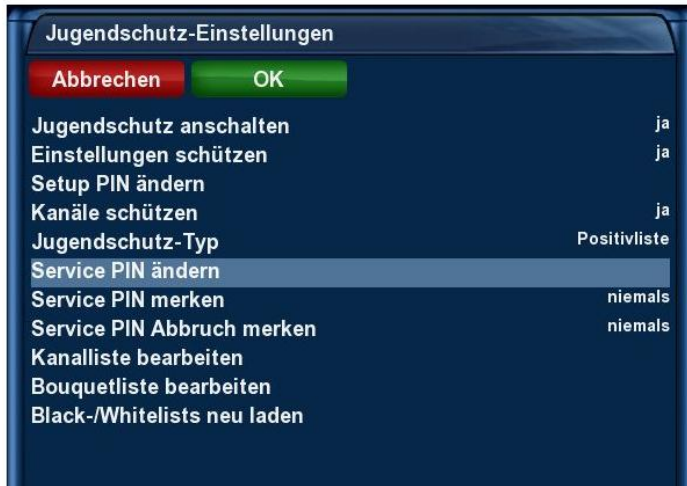 Jugendschutz-Einstellungen
Abbrechen OK
Jugendschutz anschalten ja
Einstellungen schützen ja
Setup PIN ändern
Kanäle schützen ja
Jugendschutz-Typ Positivliste
Service PIN ändern
Service PIN merken niemals
Service PIN Abbruch merken niemals
Kanalliste bearbeiten
Bouquetliste bearbeiten
Black-/Whitelists neu laden